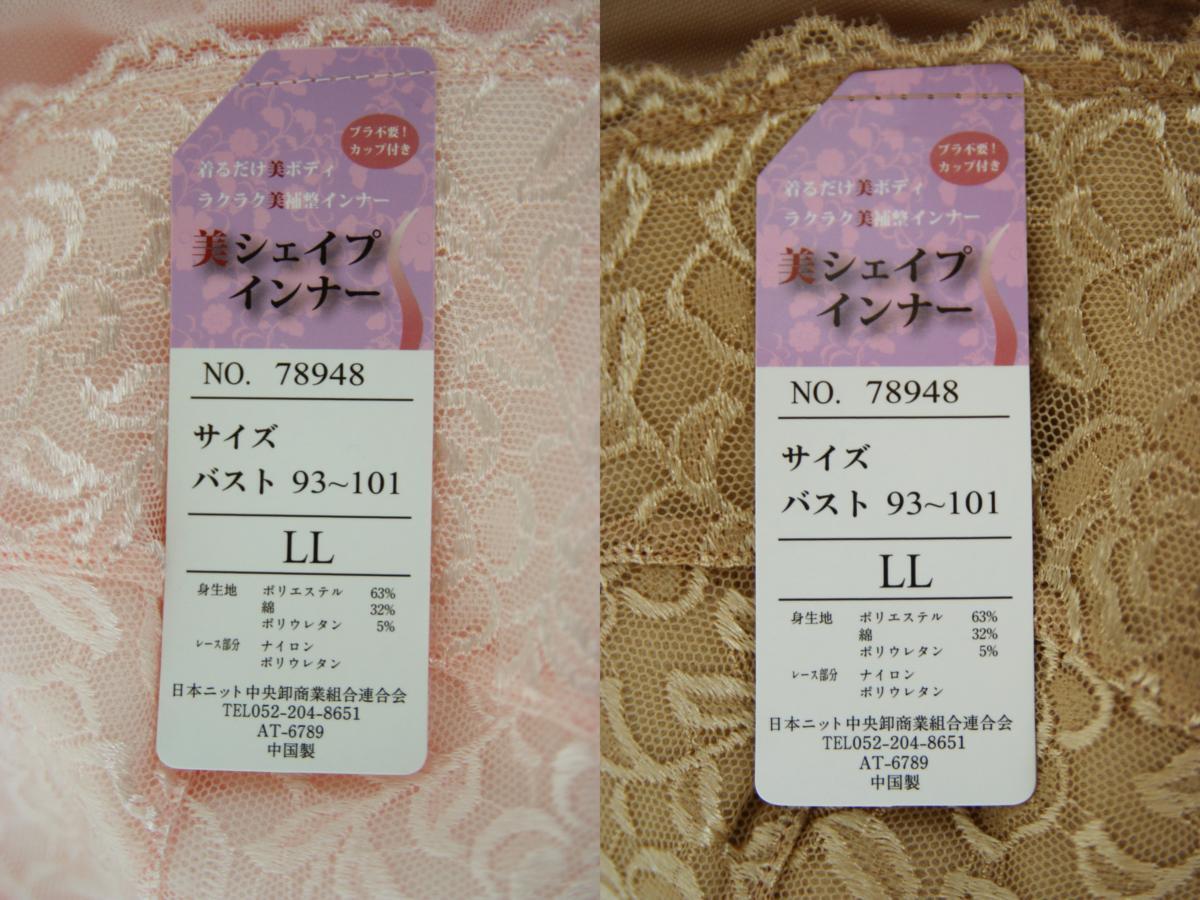 ブラ不要!
カップ付き
着るだけ美ボディ
ラクラク美補整インナー
美シェイプ
インナー
NO. 78948
サイズ
バスト 93~101
LL
身生地 ポリエステル 63%
綿 32%
ポリウレタン 5%
レース部分 ナイロン
ポリウレタン
日本ニット中央卸商業組合連合会
TEL052-204-8651
AT-6789
中国製
ブラ不要!
カップ付き
着るだけ美ボディ
ラクラク美補整インナー
美シェイプ
インナー
NO. 78948
サイズ
バスト 93~101
LL
身生地 ポリエステル 63%
綿 32%
ポリウレタン 5%
レース部分 ナイロン
ポリウレタン
日本ニット中央卸商業組合連合会
TEL052-204-8651
AT-6789
中国製